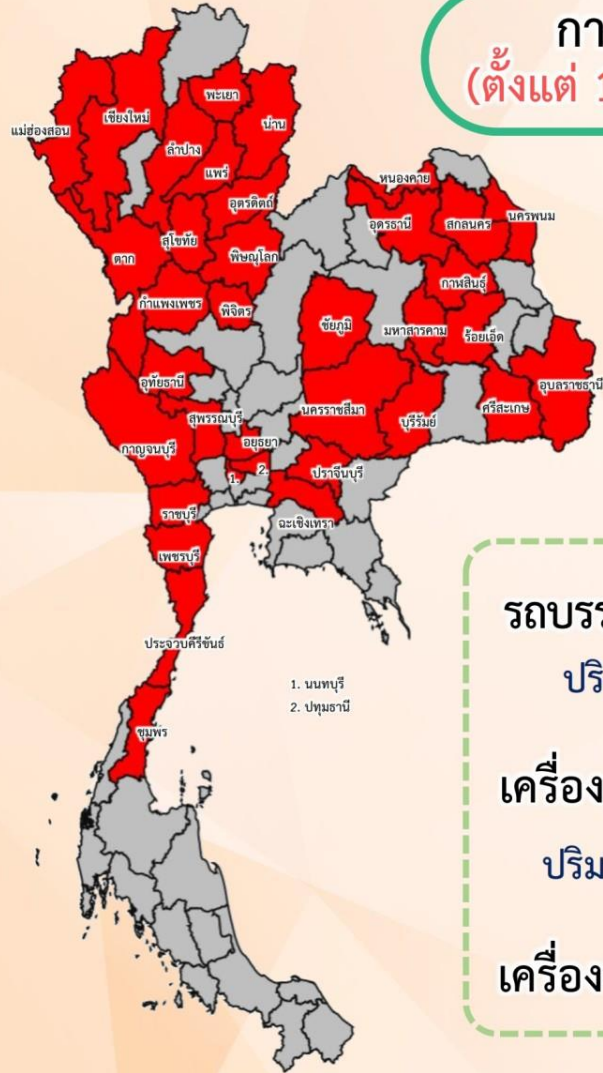 กา
(ตั้งแต่ 1
พะเยา
เชียงใหม่
น่าน
แม่ฮ่องสอน
ลำปาง
แพร่
หนองคาย
อุตรดิตถ์
นครพนม
อุดรธานี
สกลนคร
สุโขทัย
ตาก
พิษณุโลก
กาฬสินธุ์
กำแพงเพชร
พิจิตร
ชัยภูมิ
มหาสารคาม
ร้อยเอ็ด
อุทัยธานี
อุบลราชธานี
สุพรรณบุรี
นครราชสีมา
ศรีสะเกษ
บุรีรัมย์
อยุธยา
กาญจนบุรี
1.
2.
ปราจีนบุรี
ราชบุรี
ฉะเชิงเทรา
เพชรบุรี
ประจวบคีรีขันธ์
1. นนทบุรี
2. ปทุมธานี
ชุมพร
รถบรร
ปริ
เครื่อง
ปริม
เครื่อง